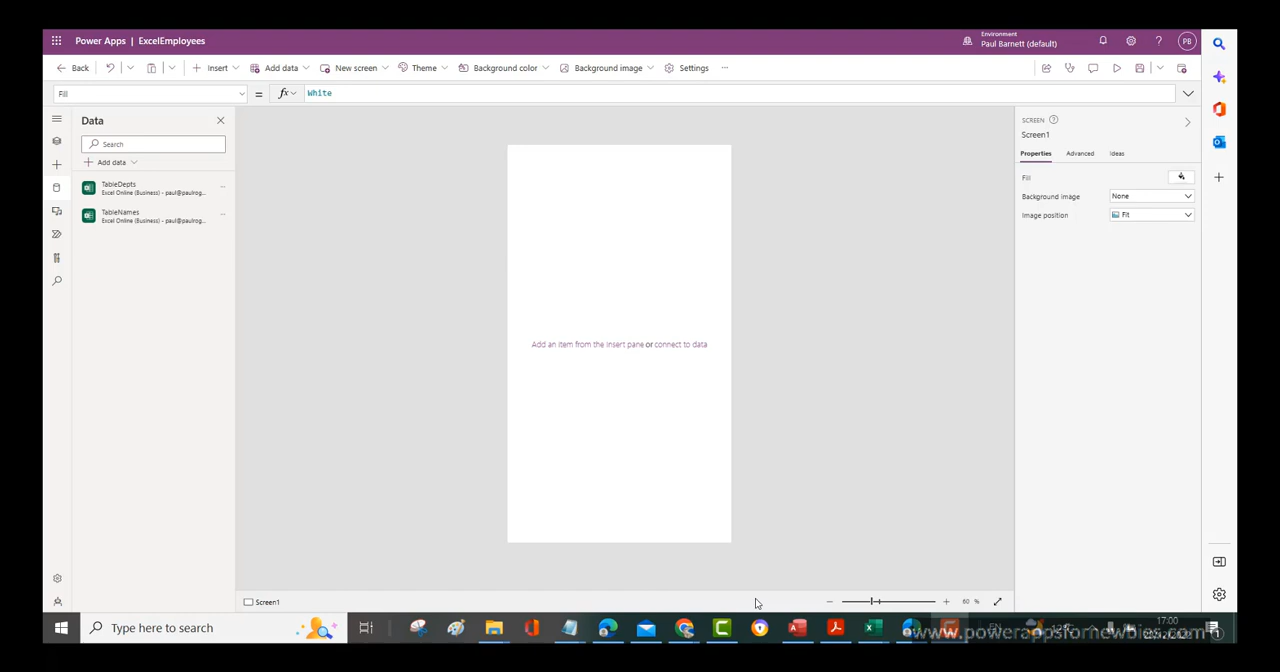 Power Apps | ExcelEmployees
Environment
Paul Barnett (default)
PB
Back
Insert
Add data
New screen
Theme
Background color
Background image
Settings
Fill
=
fx
White
Data
Search
Add data
TableDepts
Excel Online (Business) - paul@paulrog...
TableNames
Excel Online (Business) - paul@paulrog...
Add an item from the insert pane or connect to data
SCREEN
Screen1
Properties
Advanced
Ideas
Fill
Background image
None
Image position
Fit
Screen1
60 %
Type here to search
17:00
www.powerappsfornewbies.com